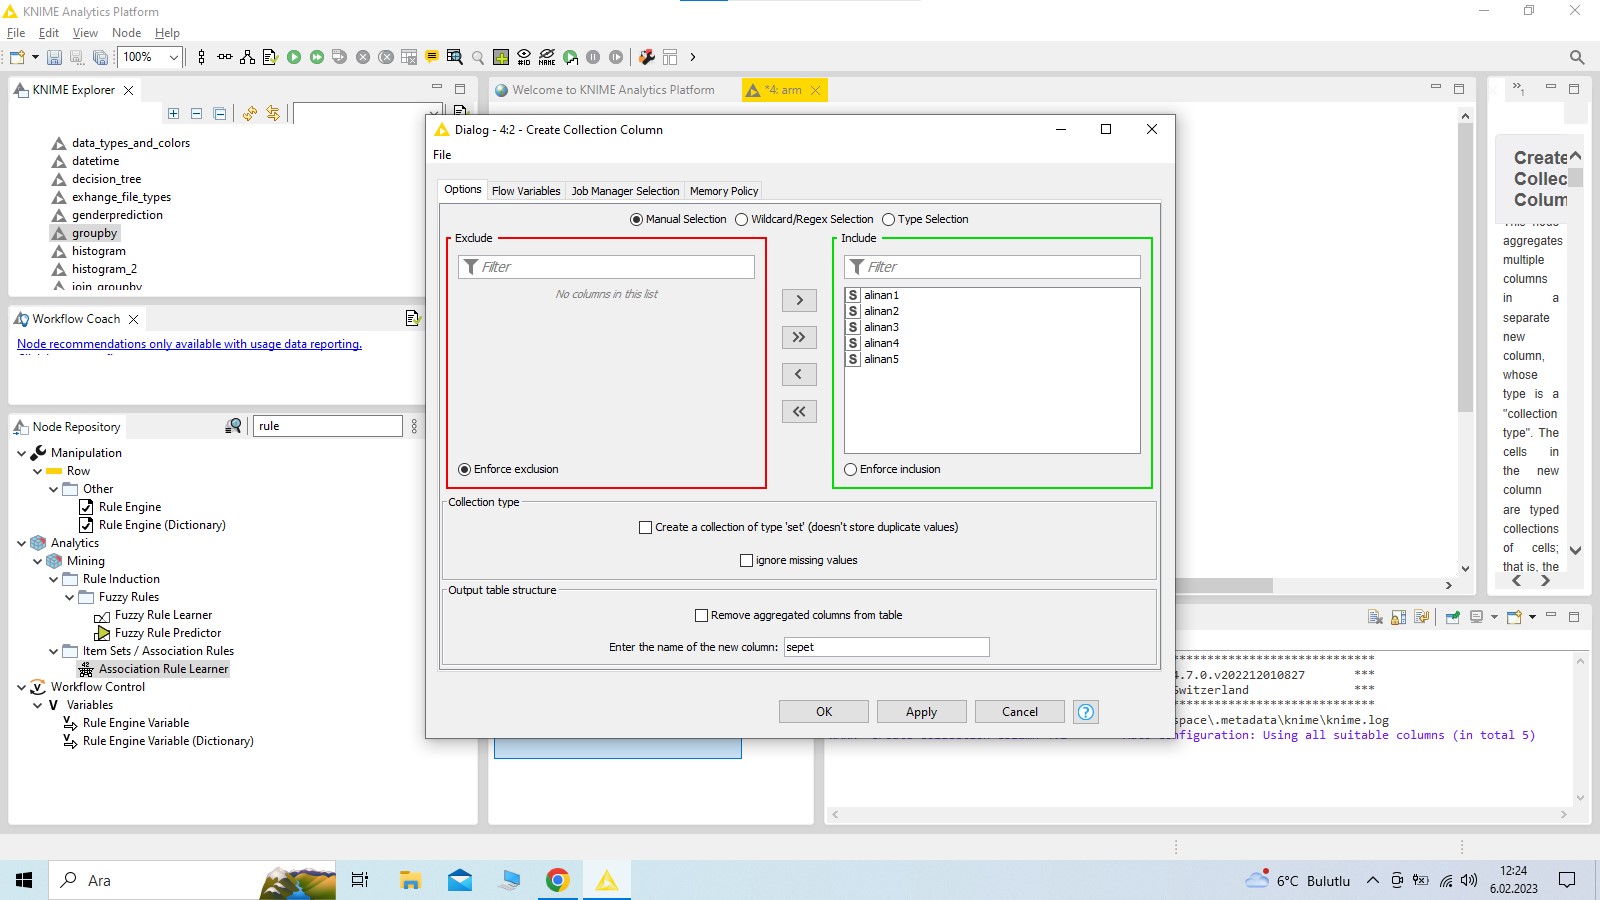 KNIME Analytics Platform
File Edit View Node Help
100%
#ID NAME
KNIME Explorer
Welcome to KNIME Analytics Platform
*4: arm
data_types_and_colors
datetime
decision_tree
exhange_file_types
genderprediction
groupby
histogram
histogram_2
join_groupby
Workflow Coach
Node recommendations only available with usage data reporting.
Node Repository
rule
Manipulation
Row
Other
Rule Engine
Rule Engine (Dictionary)
Analytics
Mining
Rule Induction
Fuzzy Rules
Fuzzy Rule Learner
Fuzzy Rule Predictor
Item Sets / Association Rules
Association Rule Learner
Workflow Control
Variables
Rule Engine Variable
Rule Engine Variable (Dictionary)
Dialog - 4:2 - Create Collection Column
File
Options Flow Variables Job Manager Selection Memory Policy
Manual Selection Wildcard/Regex Selection Type Selection
Exclude
Filter
No columns in this list
Enforce exclusion
Include
Filter
S alinan1
S alinan2
S alinan3
S alinan4
S alinan5
Enforce inclusion
Collection type
Create a collection of type 'set' (doesn't store duplicate values)
ignore missing values
Output table structure
Remove aggregated columns from table
Enter the name of the new column: sepet
OK Apply Cancel
Create
Collec
Colum
This node
aggregates
multiple
columns
in a
separate
new
column,
whose
type is a
"collection
type". The
cells in
the new
column
are typed
collections
of cells;
that is, the
*****************************
4.7.0.v202212010827 ***
Switzerland ***
*****************************
space\.metadata\knime\knime.log
onfiguration: Using all suitable columns (in total 5)
Ara
6°C Bulutlu
12:24
6.02.2023